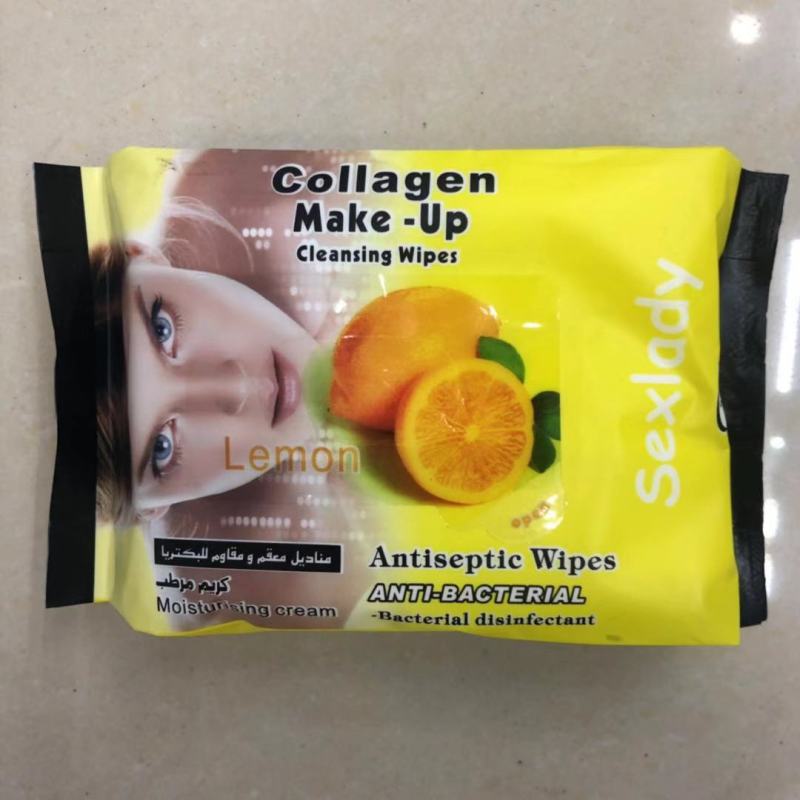 Collagen
Make -Up
Cleansing Wipes
Sexlady
Lemon
open
مناديل معقم و مقاوم للبكتريا
كريم مرطب
Moisturising cream
Antiseptic Wipes
ANTI-BACTERIAL
-Bacterial disinfectant